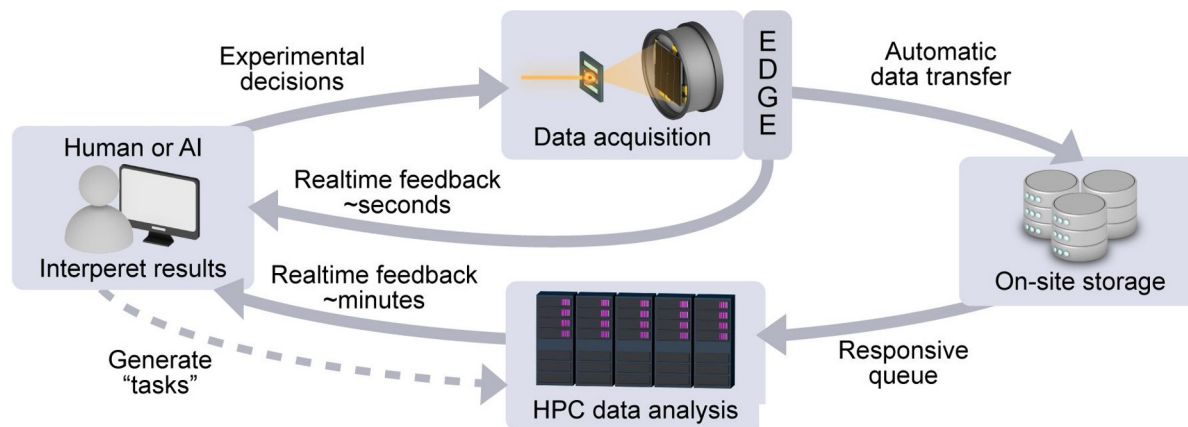 Experimental
decisions
Data acquisition
EDGE
Automatic
data transfer
Human or AI
Interperet results
Realtime feedback
~seconds
On-site storage
Realtime feedback
~minutes
Generate
“tasks”
HPC data analysis
Responsive
queue